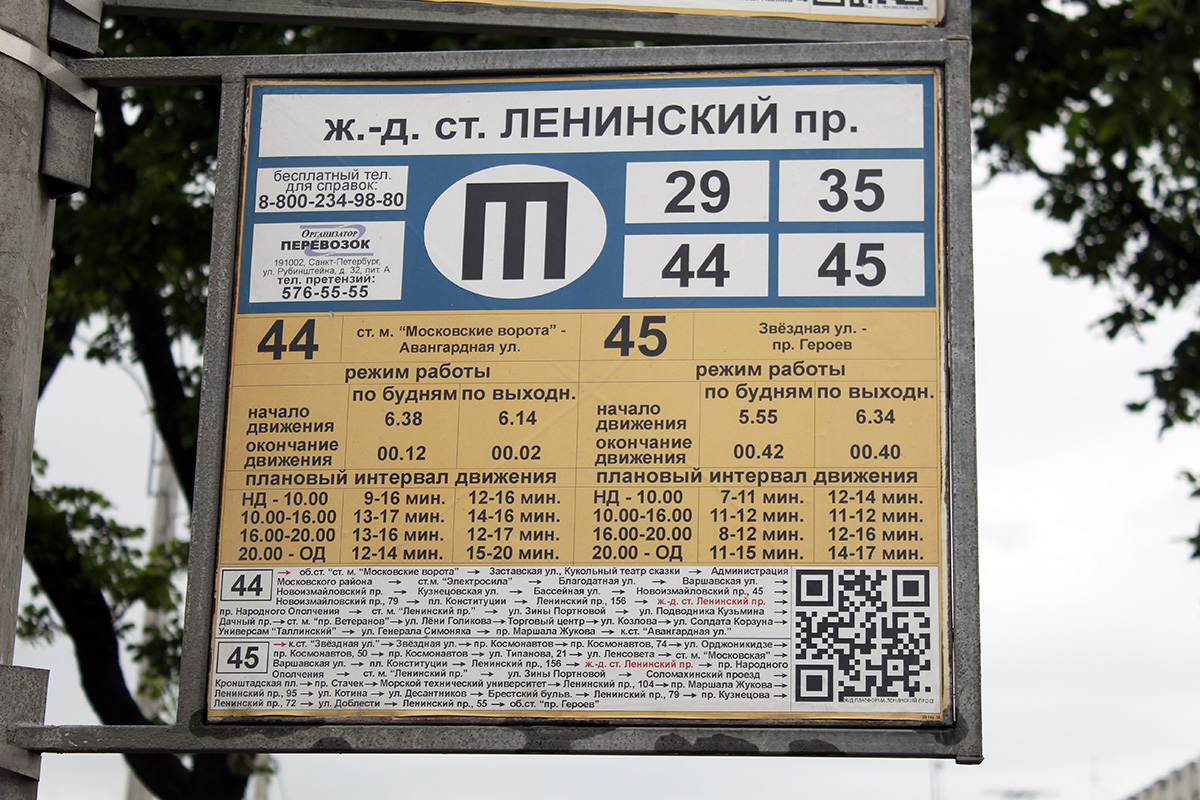 ж.-д. ст. ЛЕНИНСКИЙ пр.
бесплатный тел.
для справок:
8-800-234-98-80
ОРГАНИЗАТОР
ПЕРЕВОЗОК
191002, Санкт-Петербург,
ул. Рубинштейна, д. 32, лит. А
тел. претензий:
576-55-55
Т
29 35
44 45
44 ст. м. "Московские ворота" - Авангардная ул.
режим работы
по будням по выходн.
начало движения 6.38 6.14
окончание движения 00.12 00.02
плановый интервал движения
НД - 10.00 9-16 мин. 12-16 мин.
10.00-16.00 13-17 мин. 14-16 мин.
16.00-20.00 13-16 мин. 12-17 мин.
20.00 - ОД 12-14 мин. 15-20 мин.
45 Звёздная ул. - пр. Героев
режим работы
по будням по выходн.
начало движения 5.55 6.34
окончание движения 00.42 00.40
плановый интервал движения
НД - 10.00 7-11 мин. 12-14 мин.
10.00-16.00 11-12 мин. 11-12 мин.
16.00-20.00 8-12 мин. 12-16 мин.
20.00 - ОД 11-15 мин. 14-17 мин.
44 → об.ст. "ст. м. "Московские ворота" → Заставская ул., Кукольный театр сказки → Администрация
Московского района → ст.м. "Электросила" → Благодатная ул. → Варшавская ул. →
Новоизмайловский пр. → Кузнецовская ул. → Бассейная ул. → Новоизмайловский пр., 45 →
Новоизмайловский пр., 79 → пл. Конституции → Ленинский пр., 156 → ж.-д. ст. Ленинский пр. →
пр. Народного Ополчения → ст. м. "Ленинский пр." → ул. Зины Портновой → ул. Подводника Кузьмина →
Дачный пр.→ ст. м. "пр. Ветеранов"→ ул. Лёни Голикова→ Торговый центр→ ул. Козлова→ ул. Солдата Корзуна→
Универсам "Таллинский" → ул. Генерала Симоняка → пр. Маршала Жукова → к.ст. "Авангардная ул."
45 → к.ст. "Звёздная ул."→ Звёздная ул.→ пр. Космонавтов→ пр. Космонавтов, 74→ ул. Орджоникидзе→
пр. Космонавтов, 50 → пр. Космонавтов → ул. Типанова, 21 → ул. Ленсовета → ст. м. "Московская" →
Варшавская ул. → пл. Конституции → Ленинский пр., 156 → ж.-д. ст. Ленинский пр. → пр. Народного
Ополчения → ст. м. "Ленинский пр." → ул. Зины Портновой → Соломахинский проезд →
Кронштадтская пл. → пр. Стачек→ Морской технический университет→ Ленинский пр., 104→ пр. Маршала Жукова→
Ленинский пр., 95 → ул. Котина → ул. Десантников → Брестский бульв. → Ленинский пр., 79 → пр. Кузнецова →
Ленинский пр., 72 → ул. Доблести → Ленинский пр., 55 → об.ст. "пр. Героев"